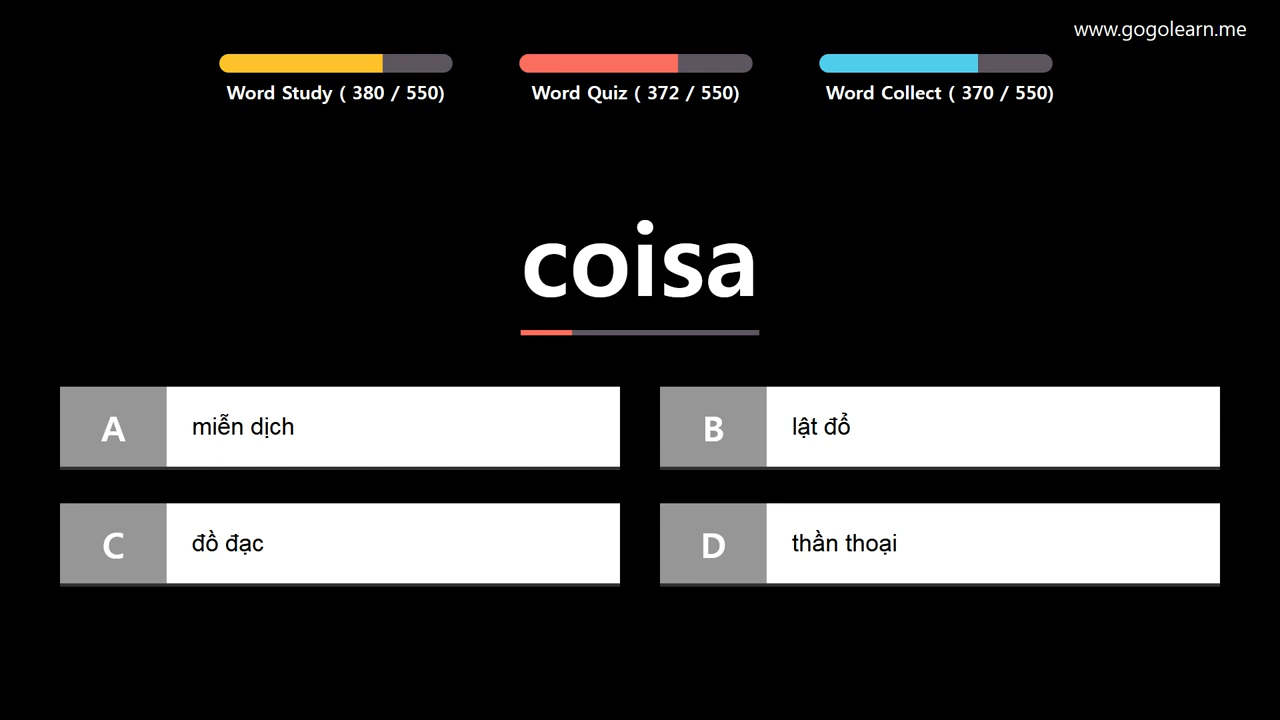 www.gogolearn.me
Word Study ( 380 / 550)
Word Quiz ( 372 / 550)
Word Collect ( 370 / 550)
coisa
A miễn dịch
B lật đổ
C đồ đạc
D thần thoại